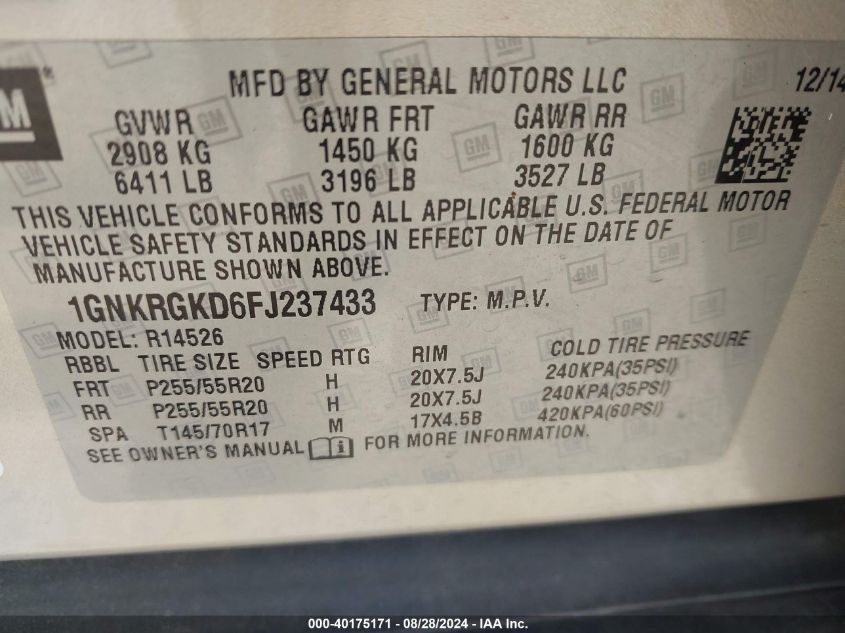 GM
®
MFD BY GENERAL MOTORS LLC 12/14
GVWR GAWR FRT GAWR RR
2908 KG 1450 KG 1600 KG
6411 LB 3196 LB 3527 LB
THIS VEHICLE CONFORMS TO ALL APPLICABLE U.S. FEDERAL MOTOR
VEHICLE SAFETY STANDARDS IN EFFECT ON THE DATE OF
MANUFACTURE SHOWN ABOVE.
1GNKRGKD6FJ237433 TYPE: M.P.V.
MODEL: R14526
RBBL TIRE SIZE SPEED RTG RIM COLD TIRE PRESSURE
FRT P255/55R20 H 20X7.5J 240KPA(35PSI)
RR P255/55R20 H 20X7.5J 240KPA(35PSI)
SPA T145/70R17 M 17X4.5B 420KPA(60PSI)
SEE OWNER'S MANUAL i FOR MORE INFORMATION.
000-40175171 | 08/28/2024 - IAA Inc.